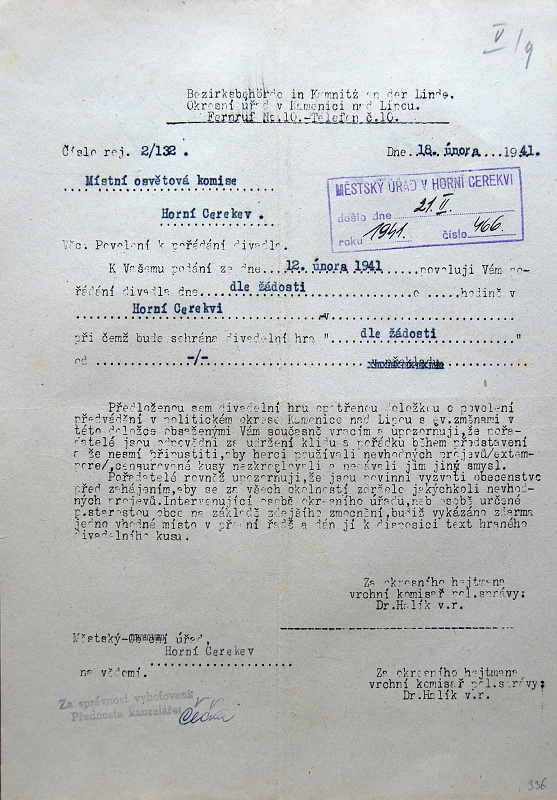 V/9
Bezirksbehörde in Kamnitz an der Linde.
Okresní úřad v Kamenici nad Lipou.
Fernruf No.10.-Telefon č.10.
Číslo rej. 2/132 .
Dne 18. února 1941.
Místní osvětová komise
Horní Cerekev .
MĚSTSKÝ ÚŘAD V HORNÍ CEREKVI
došlo dne 21. II.
roku 1941. číslo 466.
Věc: Povolení k pořádání divadla.
K Vašemu podání ze dne 12. února 1941 povoluji Vám po-
řádání divadla dne dle žádosti o hodině v
Horní Cerekvi v
při čemž bude sehrána divadelní hra " dle žádosti "
od -/- v překladu
Předloženou sem divadelní hru opatřenou doložkou o povolení
předvádění v politickém okrese Kamenice nad Lipou s ev.změnami v
této doložce obsaženými Vám současně vracím a upozorňuji,že pořa-
datelé jsou odpovědni za udržení klidu a pořádku během představení
a že nesmí připustiti,aby herci používali nevhodných projevů/extem-
pore/,censurované kusy nezkreslovali a nedávali jim jiný smysl.
Pořadatelé rovněž upozorňuji,že jsou povinni vyzvati obecenstvo
před zahájením,aby se za všech okolností zdrželo jakýchkoli nevhod-
ných projevů.Intervenující osobě okresního úřadu,neb osobě určené
p.starostou obce na základě zdejšího zmocnění,budiž vykázáno zdarma
jedno vhodné místo v přední řadě a dán jí k disposici text hraného
divadelního kusu.
Za okresního hejtmana
vrchní komisař pol.správy:
Dr.Halík v.r.
Městský-Obecní úřad,
Horní Cerekev
na vědomí.
Za okresního hejtmana
vrchní komisař pol.správy:
Dr.Halík v.r.
Za správnost vyhotovení
Přednosta kanceláře:
336